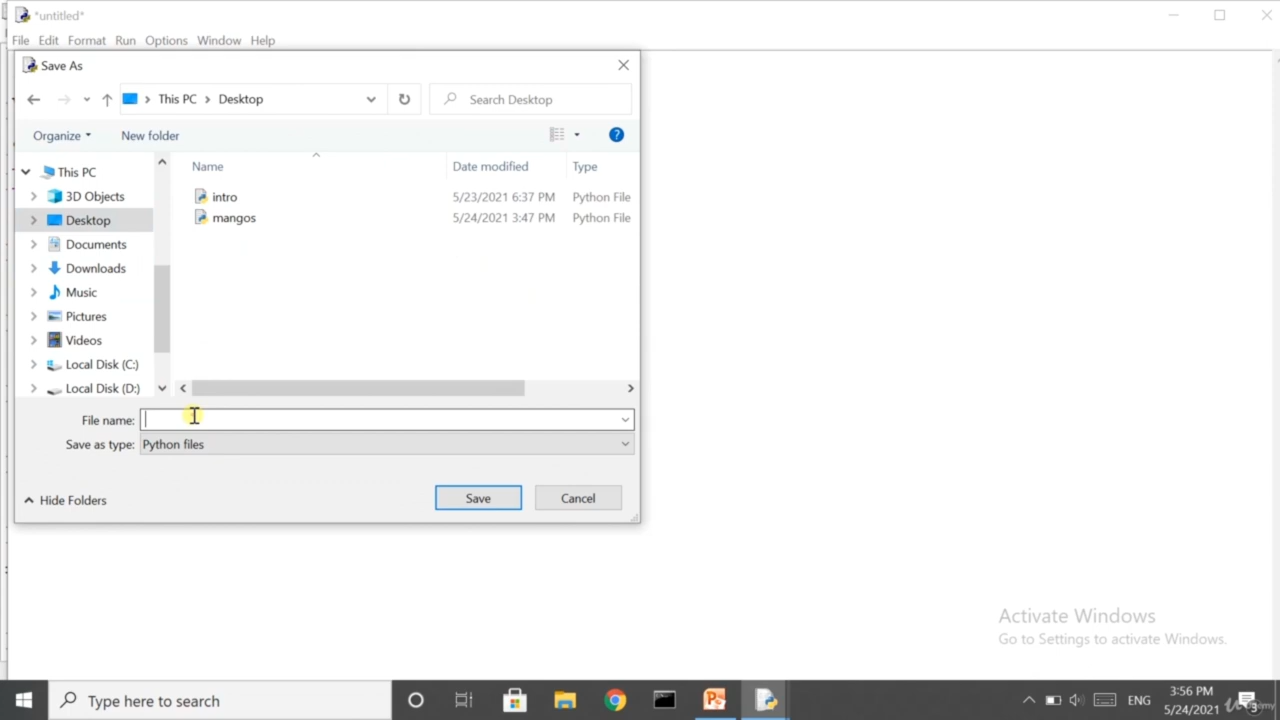 *untitled*
File Edit Format Run Options Window Help
Save As
This PC > Desktop
Search Desktop
Organize New folder
Name Date modified Type
This PC
3D Objects
Desktop
Documents
Downloads
Music
Pictures
Videos
Local Disk (C:)
Local Disk (D:)
intro 5/23/2021 6:37 PM Python File
mangos 5/24/2021 3:47 PM Python File
File name:
Save as type: Python files
Hide Folders Save Cancel
Activate Windows
Go to Settings to activate Windows.
Type here to search
ENG
3:56 PM
5/24/2021
3